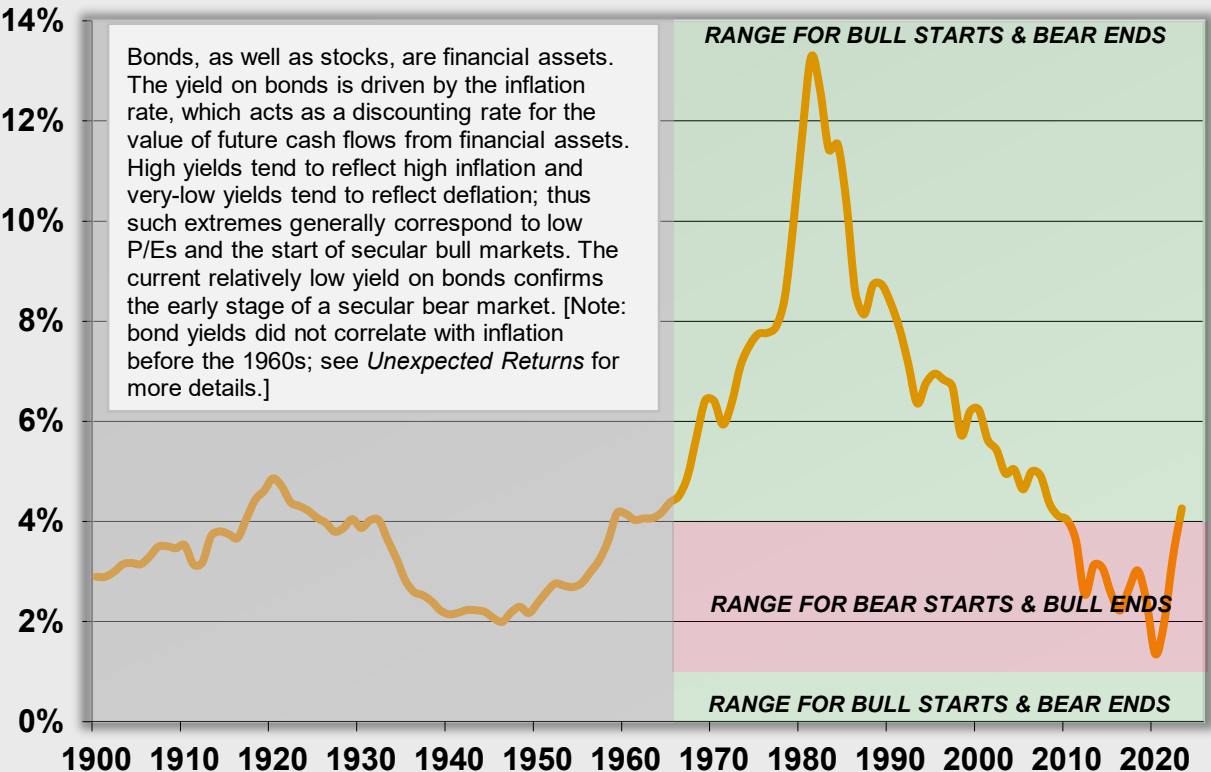 14%
RANGE FOR BULL STARTS & BEAR ENDS
Bonds, as well as stocks, are financial assets.
The yield on bonds is driven by the inflation
rate, which acts as a discounting rate for the
value of future cash flows from financial assets.
High yields tend to reflect high inflation and
very-low yields tend to reflect deflation; thus
such extremes generally correspond to low
P/Es and the start of secular bull markets. The
current relatively low yield on bonds confirms
the early stage of a secular bear market. [Note:
bond yields did not correlate with inflation
before the 1960s; see Unexpected Returns for
more details.]
12%
10%
8%
6%
4%
RANGE FOR BEAR STARTS & BULL ENDS
2%
RANGE FOR BULL STARTS & BEAR ENDS
0%
1900 1910 1920 1930 1940 1950 1960 1970 1980 1990 2000 2010 2020